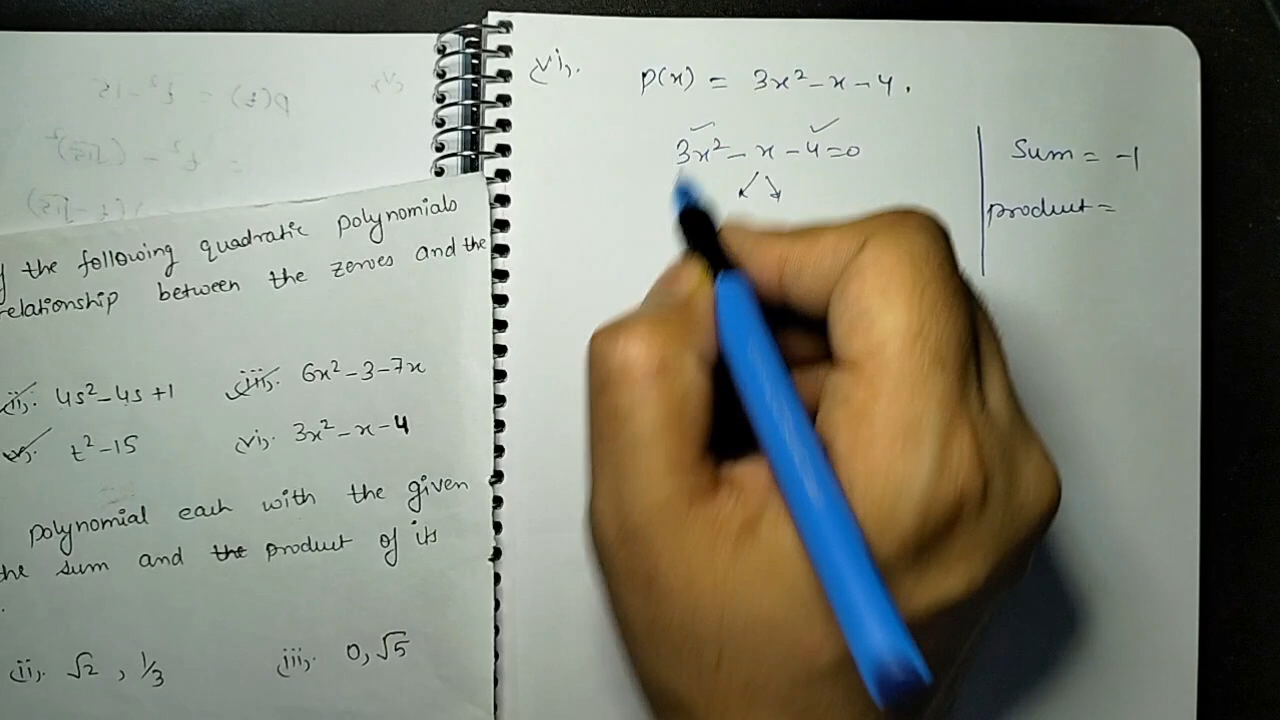 the following quadratic polynomials
relationship between the zeroes and the
(ii). 4s² - 4s + 1 (iii). 6x² - 3 - 7x
t² - 15 (vi). 3x² - x - 4
polynomial each with the given
sum and the product of its
(ii). √2 , 1/3 (iii). 0, √5
(vi). p(x) = 3x² - x - 4 .
3x² - x - 4 = 0
Sum = -1
product =